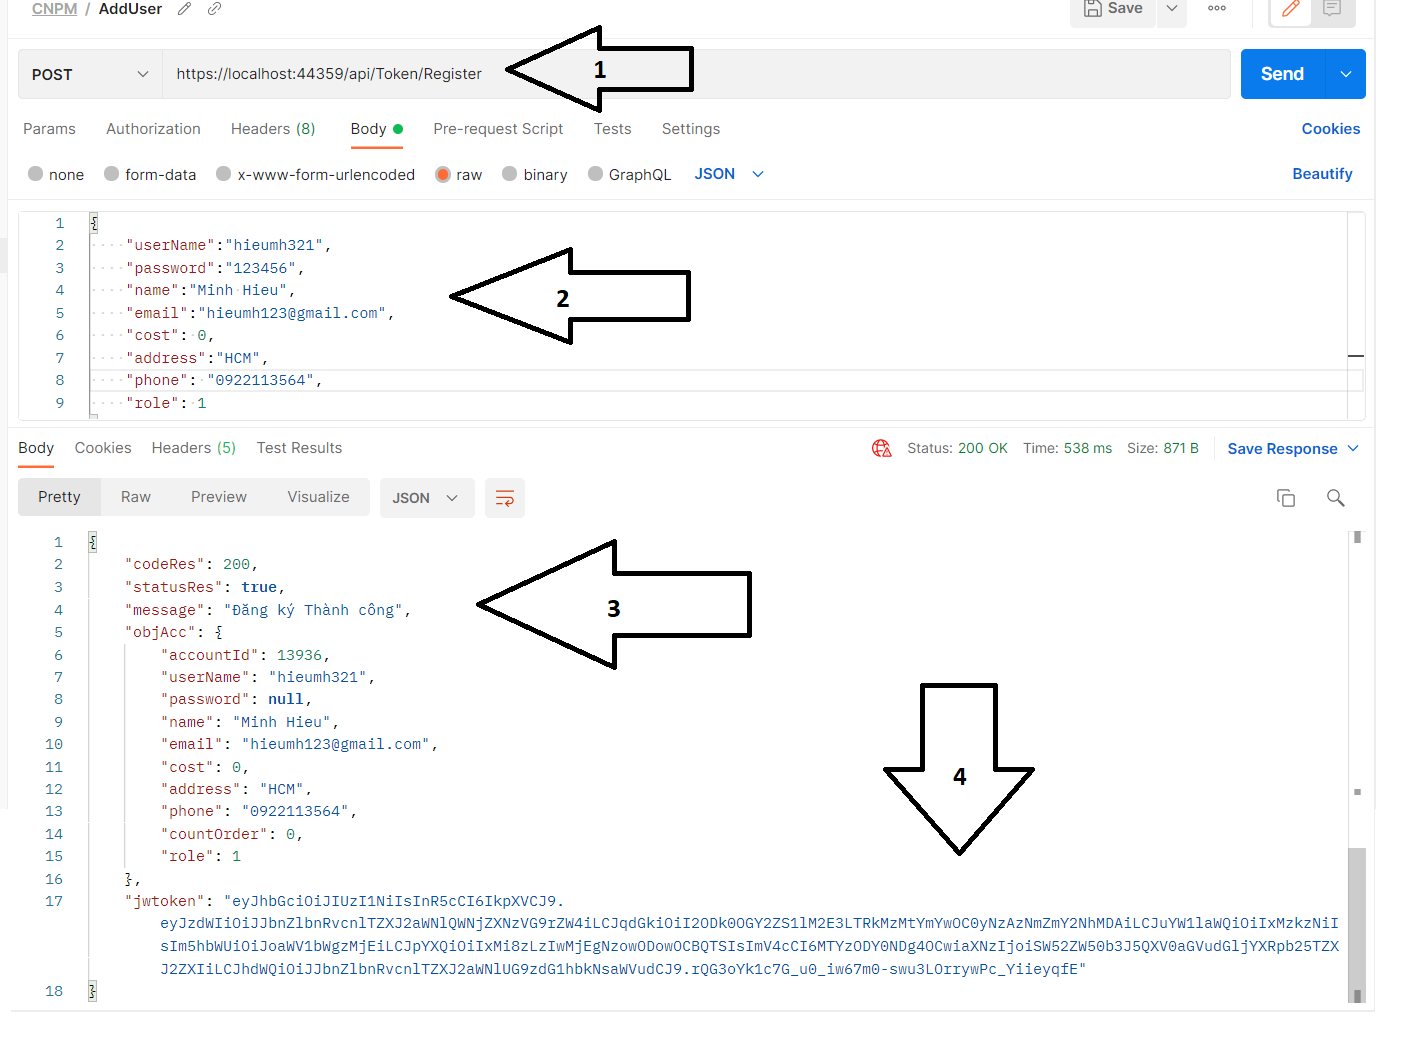 CNPM / AddUser
Save
POST
https://localhost:44359/api/Token/Register
1
Send
Params Authorization Headers (8) Body Pre-request Script Tests Settings Cookies
none form-data x-www-form-urlencoded raw binary GraphQL JSON Beautify
1 {
2 "userName":"hieumh321",
3 "password":"123456",
4 "name":"Minh Hieu",
5 "email":"hieumh123@gmail.com",
6 "cost": 0,
7 "address":"HCM",
8 "phone": "0922113564",
9 "role": 1
2
Body Cookies Headers (5) Test Results Status: 200 OK Time: 538 ms Size: 871 B Save Response
Pretty Raw Preview Visualize JSON
1 {
2 "codeRes": 200,
3 "statusRes": true,
4 "message": "Đăng ký Thành công",
5 "objAcc": {
6 "accountId": 13936,
7 "userName": "hieumh321",
8 "password": null,
9 "name": "Minh Hieu",
10 "email": "hieumh123@gmail.com",
11 "cost": 0,
12 "address": "HCM",
13 "phone": "0922113564",
14 "countOrder": 0,
15 "role": 1
16 },
3
4
17 "jwtoken": "eyJhbGciOiJIUzI1NiIsInR5cCI6IkpXVCJ9.
eyJzdWIiOiJJbnZlbnRvcnlTZXJ2aWNlQWNjZXNzVG9rZW4iLCJqdGkiOiI2ODk0OGY2ZS1lM2E3LTRkMzMtYmYwOC0yNzAzNmZmY2NhMDAiLCJuYW1laWQiOiIxMzkzNiI
sIm5hbWUiOiJoaWV1bWgzMjEiLCJpYXQiOiIxMi8zLzIwMjEgNzowODowOCBQTSIsImV4cCI6MTYzODY0NDg4OCwiaXNzIjoiSW52ZW50b3J5QXV0aGVudGljYXRpb25TZX
J2ZXIiLCJhdWQiOiJJbnZlbnRvcnlTZXJ2aWNlUG9zdG1hbkNsaWVudCJ9.rQG3oYk1c7G_u0_iw67m0-swu3LOrrywPc_YiieyqfE"
18 }